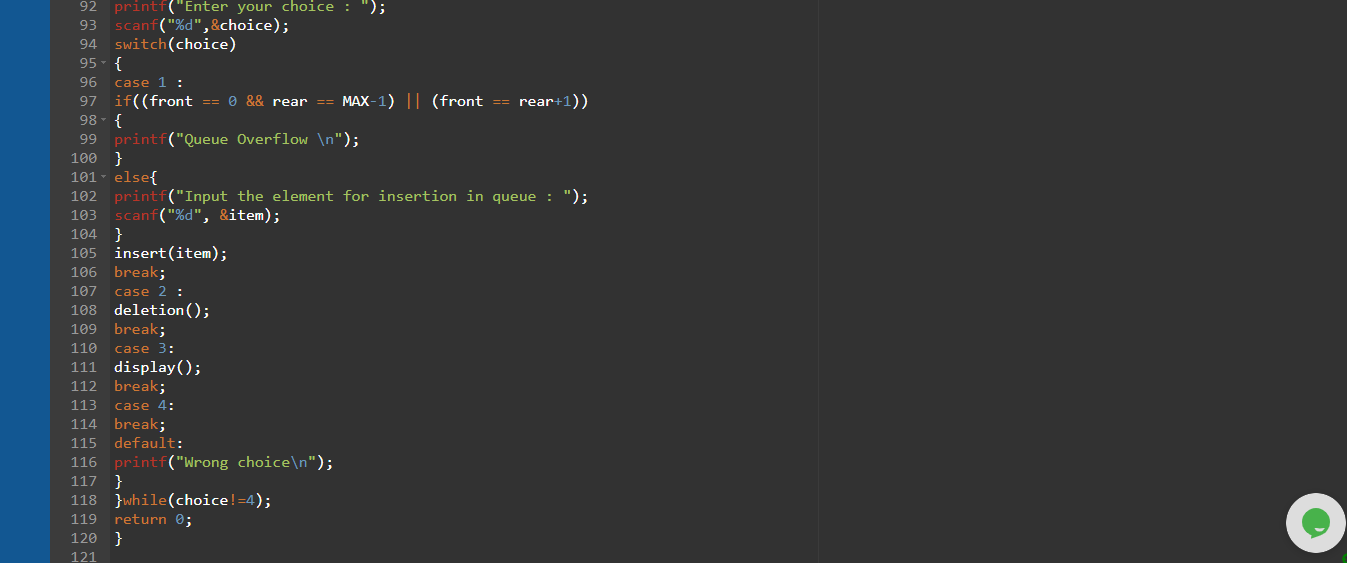 92 printf("Enter your choice : ");
93 scanf("%d",&choice);
94 switch(choice)
95 {
96 case 1 :
97 if((front == 0 && rear == MAX-1) || (front == rear+1))
98 {
99 printf("Queue Overflow \n");
100 }
101 else{
102 printf("Input the element for insertion in queue : ");
103 scanf("%d", &item);
104 }
105 insert(item);
106 break;
107 case 2 :
108 deletion();
109 break;
110 case 3:
111 display();
112 break;
113 case 4:
114 break;
115 default:
116 printf("Wrong choice\n");
117 }
118 }while(choice!=4);
119 return 0;
120 }
121